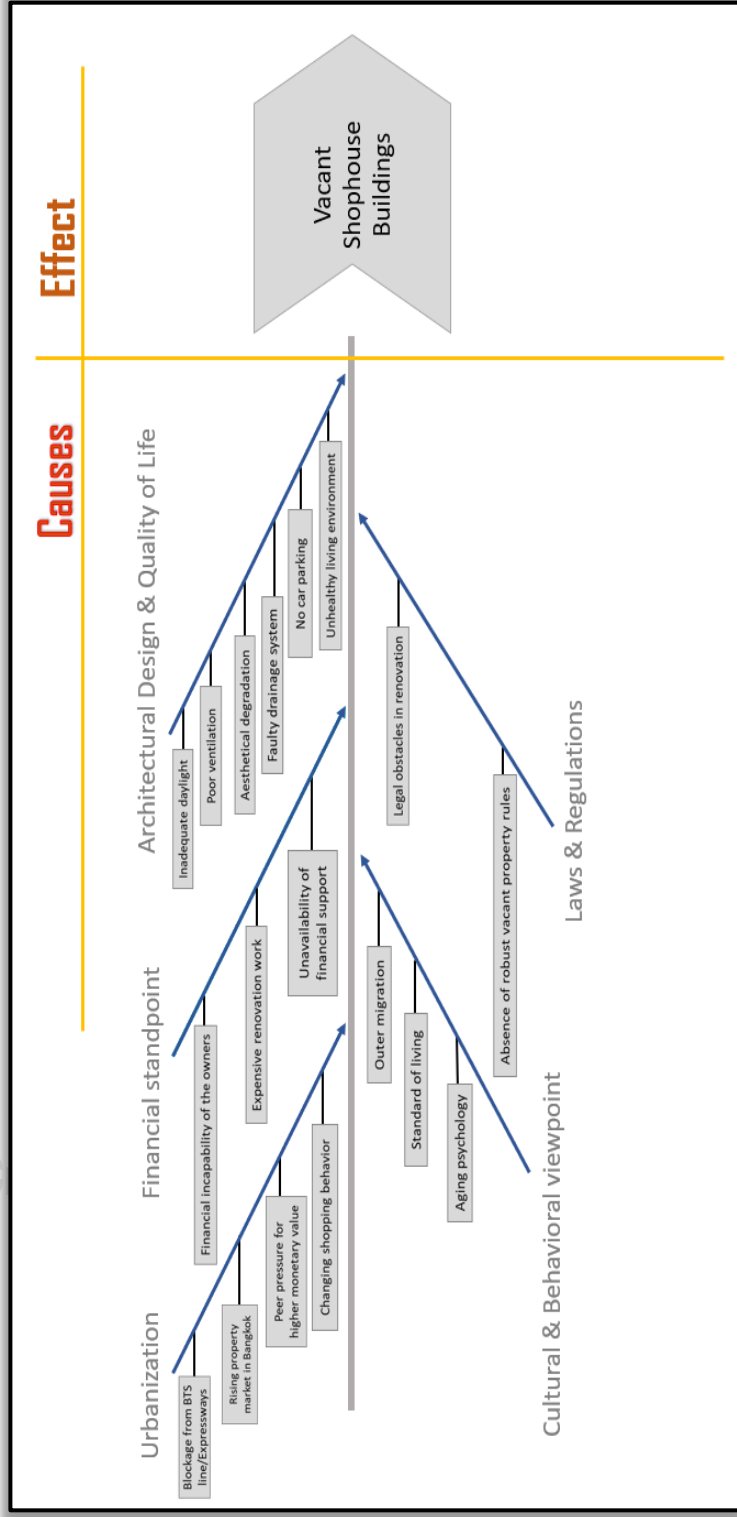 Causes
Effect
Urbanization
Blockage from BTS
line/Expressways
Rising property
market in Bangkok
Peer pressure for
higher monetary value
Changing shopping behavior
Financial standpoint
Financial incapability of the owners
Expensive renovation work
Unavailability of
financial support
Architectural Design & Quality of Life
Inadequate daylight
Poor ventilation
Aesthetical degradation
Faulty drainage system
No car parking
Unhealthy living environment
Vacant
Shophouse
Buildings
Outer migration
Standard of living
Aging psychology
Cultural & Behavioral viewpoint
Legal obstacles in renovation
Absence of robust vacant property rules
Laws & Regulations